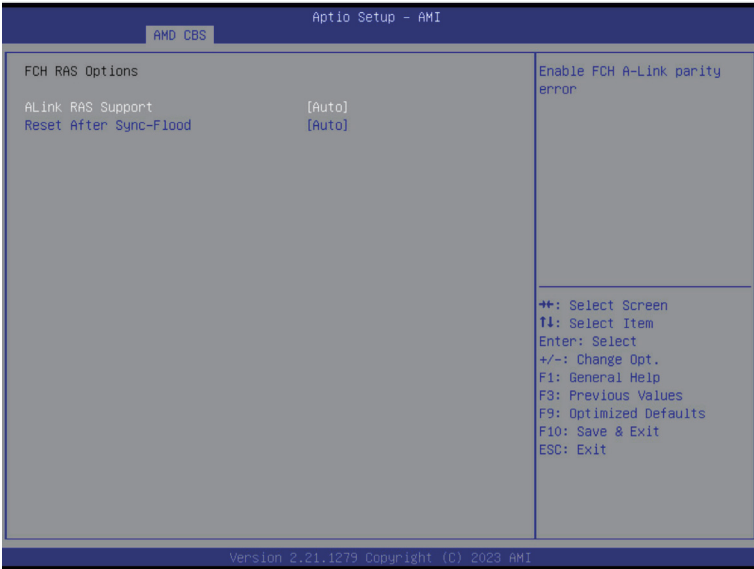 Aptio Setup – AMI
AMD CBS
FCH RAS Options
ALink RAS Support [Auto]
Reset After Sync-Flood [Auto]
Enable FCH A-Link parity
error
→←: Select Screen
↑↓: Select Item
Enter: Select
+/-: Change Opt.
F1: General Help
F3: Previous Values
F9: Optimized Defaults
F10: Save & Exit
ESC: Exit
Version 2.21.1279 Copyright (C) 2023 AMI